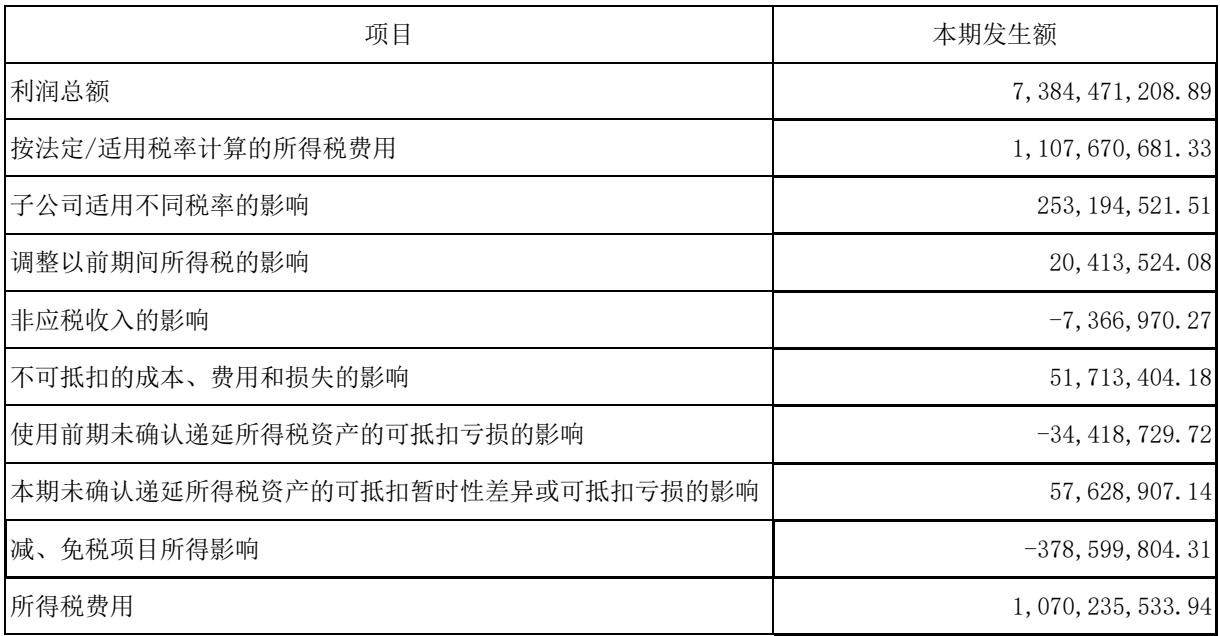 项目 本期发生额
利润总额 7,384,471,208.89
按法定/适用税率计算的所得税费用 1,107,670,681.33
子公司适用不同税率的影响 253,194,521.51
调整以前期间所得税的影响 20,413,524.08
非应税收入的影响 -7,366,970.27
不可抵扣的成本、费用和损失的影响 51,713,404.18
使用前期未确认递延所得税资产的可抵扣亏损的影响 -34,418,729.72
本期未确认递延所得税资产的可抵扣暂时性差异或可抵扣亏损的影响 57,628,907.14
减、免税项目所得影响 -378,599,804.31
所得税费用 1,070,235,533.94